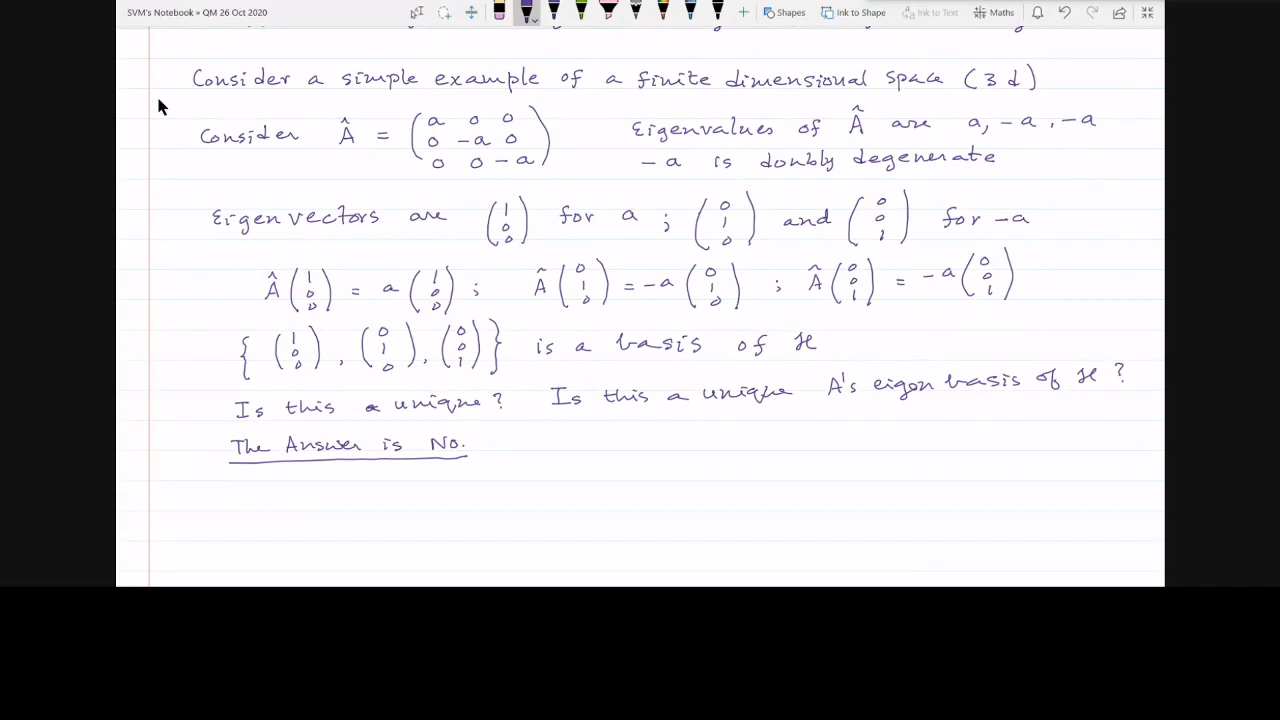 SVM's Notebook » QM 26 Oct 2020
Shapes Ink to Shape Ink to Text Maths
Consider a simple example of a finite dimensional space (3 d)
Consider Â = (a 0 0; 0 -a 0; 0 0 -a) Eigenvalues of Â are a, -a, -a
-a is doubly degenerate
Eigenvectors are (1 0 0) for a ; (0 1 0) and (0 0 1) for -a
Â (1 0 0) = a (1 0 0) ; Â (0 1 0) = -a (0 1 0) ; Â (0 0 1) = -a (0 0 1)
{ (1 0 0), (0 1 0), (0 0 1) } is a basis of ℋ
Is this a unique? Is this a unique A's eigen basis of ℋ ?
The Answer is No.